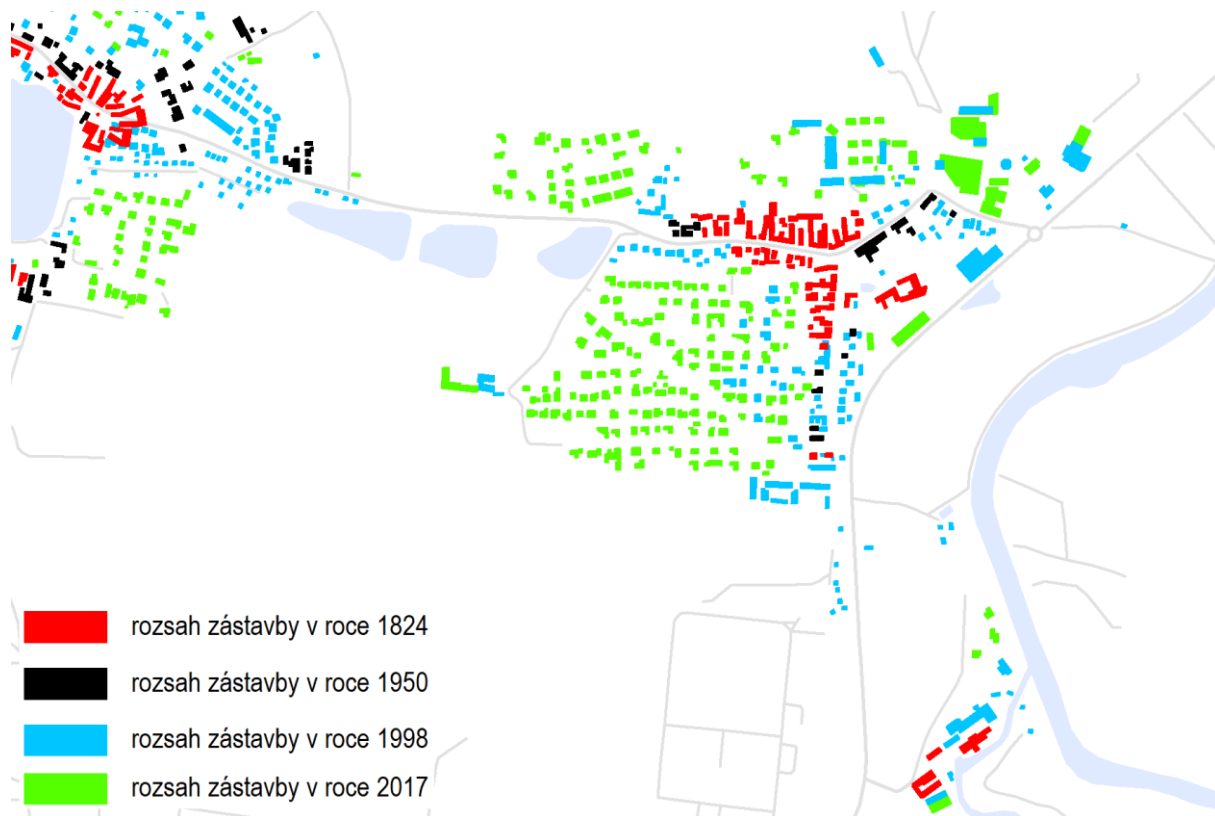 rozsah zástavby v roce 1824
rozsah zástavby v roce 1950
rozsah zástavby v roce 1998
rozsah zástavby v roce 2017